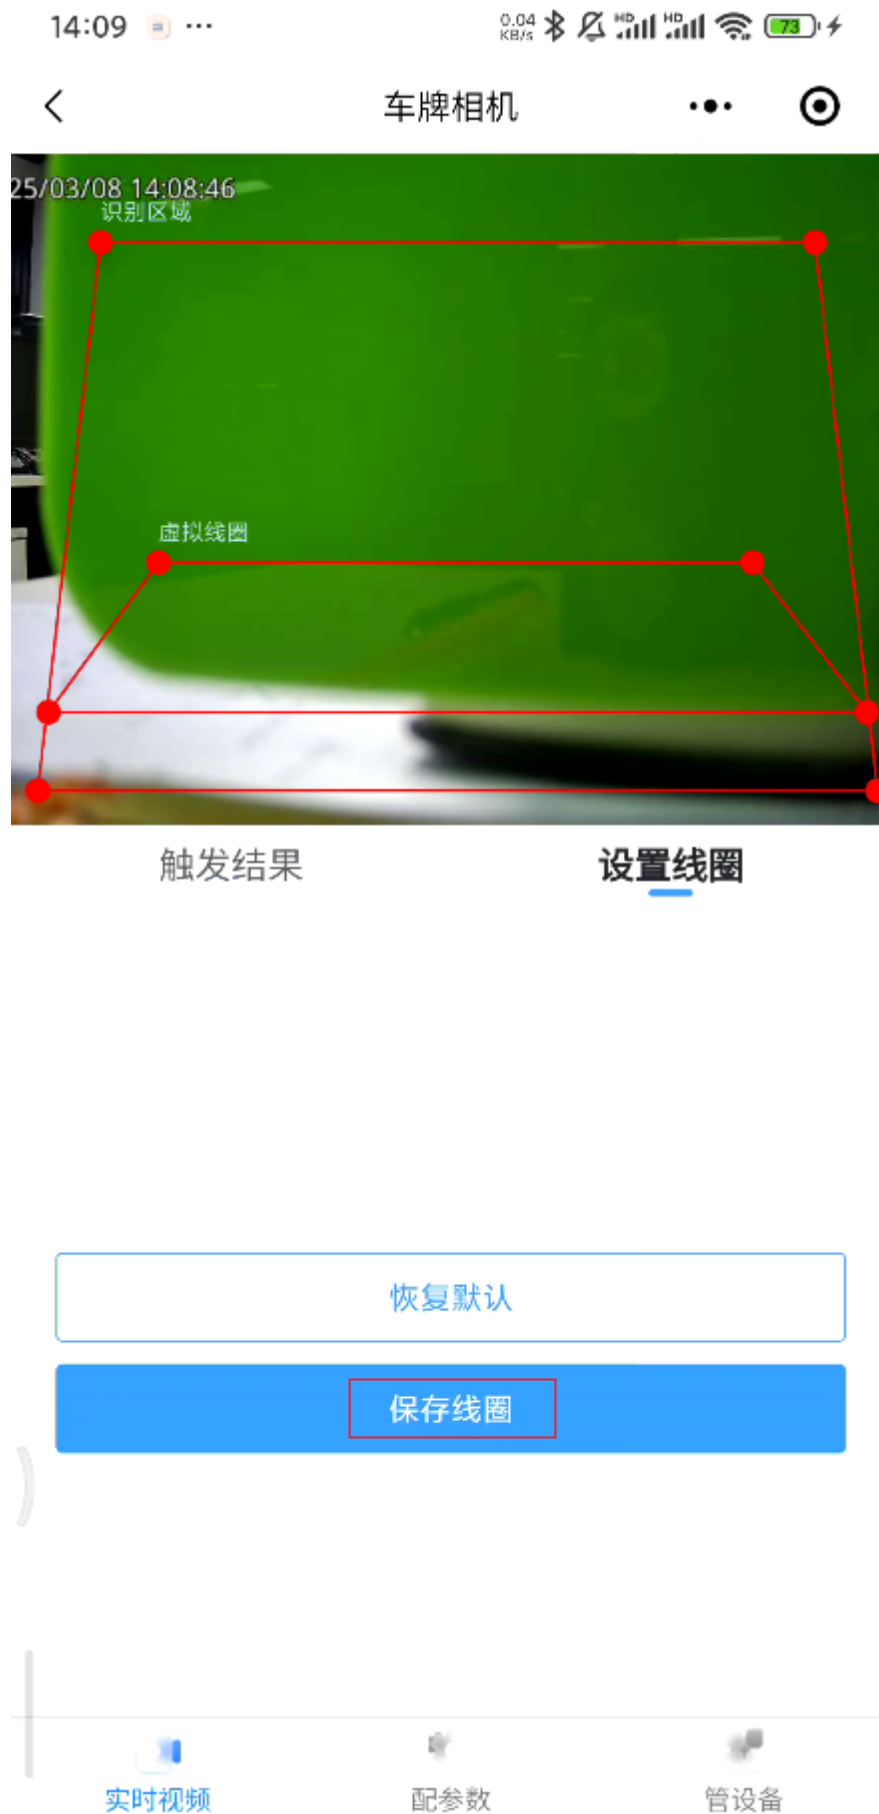 14:09
0.04 KB/s HD HD 73
车牌相机
25/03/08 14:08:46
识别区域
虚拟线圈
触发结果 设置线圈
恢复默认
保存线圈
实时视频 配参数 管设备